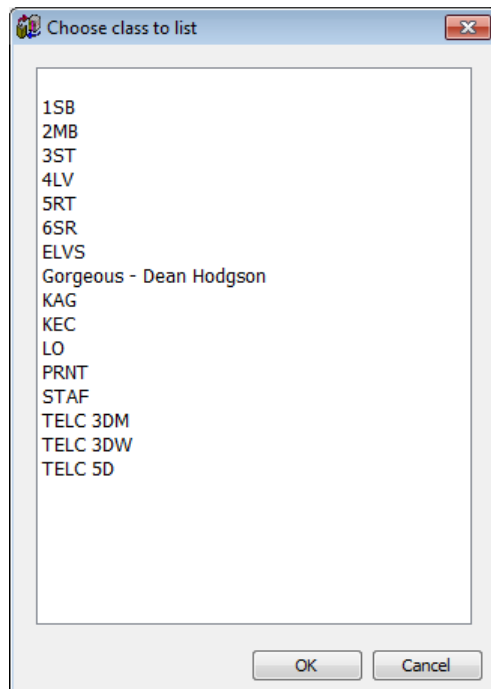 Choose class to list
1SB
2MB
3ST
4LV
5RT
6SR
ELVS
Gorgeous - Dean Hodgson
KAG
KEC
LO
PRNT
STAF
TELC 3DM
TELC 3DW
TELC 5D
OK Cancel